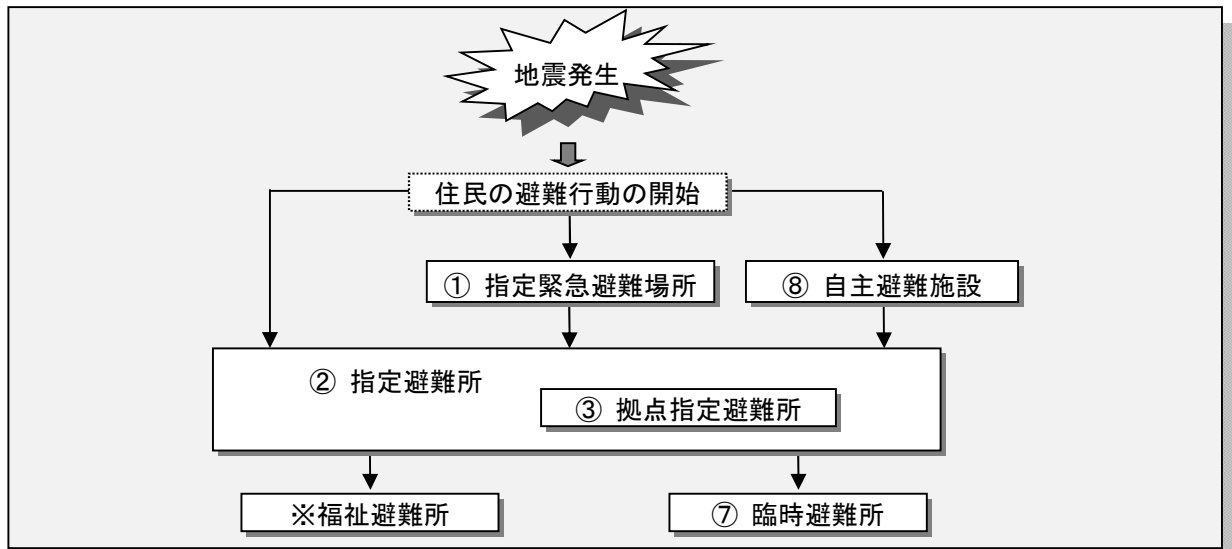 地震発生
住民の避難行動の開始
① 指定緊急避難場所
⑧ 自主避難施設
② 指定避難所
③ 拠点指定避難所
※福祉避難所
⑦ 臨時避難所